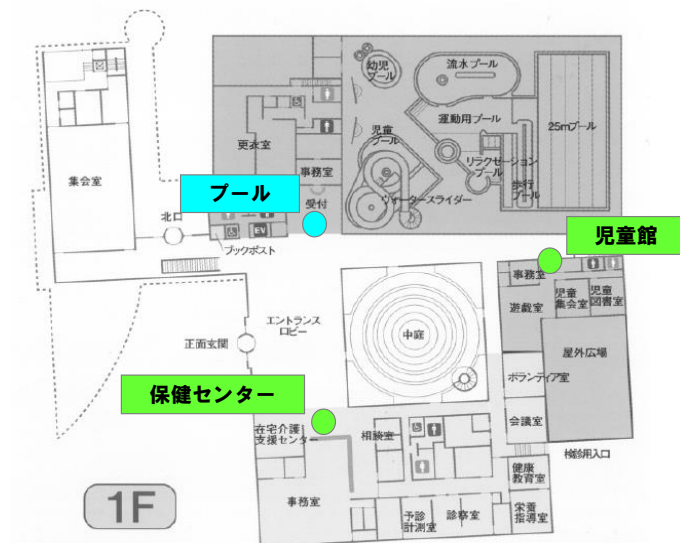 幼児
プール
流水プール
運動用プール
25mプール
児童
プール
リラクゼーション
プール
歩行
プール
ウォータースライダー
更衣室
事務室
プール
受付
集会室
北口
EV
ブックポスト
児童館
事務室
遊戯室
児童
集会室
児童
図書室
屋外広場
エントランス
ロビー
中庭
正面玄関
ボランティア室
保健センター
在宅介護
支援センター
相談室
会議室
検診用入口
健康
教育室
事務室
予診
計測室
診察室
栄養
指導室
1F